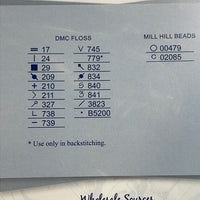 DMC FLOSS
MILL HILL BEADS
= 17
V 745
O 00479
| 24
779*
C 02085
■ 29
832
209
834
+ 210
840
> 211
3 841
327
/ 3823
L 738
• B5200
– 739
* Use only in backstitching.
Wholesale Sources